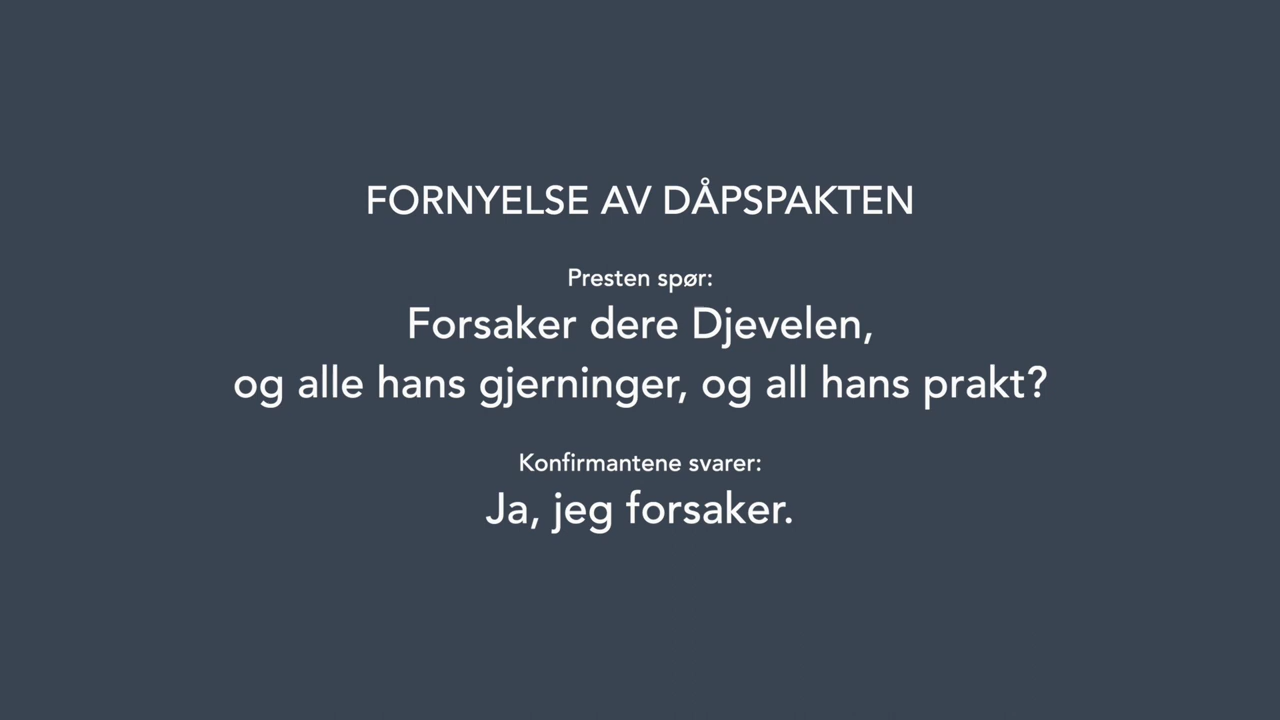 FORNYELSE AV DÅPSPAKTEN
Presten spør:
Forsaker dere Djevelen,
og alle hans gjerninger, og all hans prakt?
Konfirmantene svarer:
Ja, jeg forsaker.